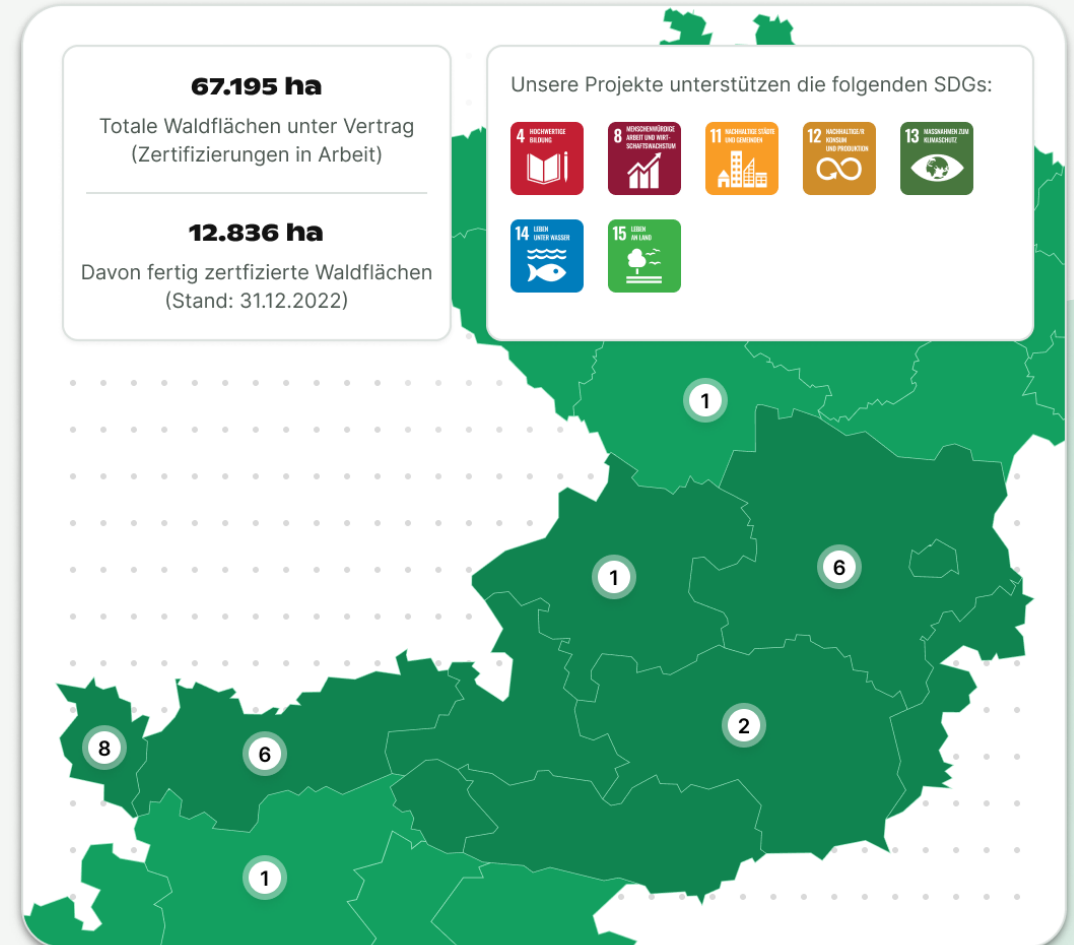 67.195 ha
Totale Waldflächen unter Vertrag
(Zertifizierungen in Arbeit)
12.836 ha
Davon fertig zertfizierte Waldflächen
(Stand: 31.12.2022)
Unsere Projekte unterstützen die folgenden SDGs:
4 HOCHWERTIGE
BILDUNG
8 MENSCHENWÜRDIGE
ARBEIT UND WIRT-
SCHAFTSWACHSTUM
11 NACHHALTIGE STÄDTE
UND GEMEINDEN
12 NACHHALTIGE/R
KONSUM
UND PRODUKTION
13 MASSNAHMEN ZUM
KLIMASCHUTZ
14 LEBEN
UNTER WASSER
15 LEBEN
AN LAND
1
1
6
2
8
6
1